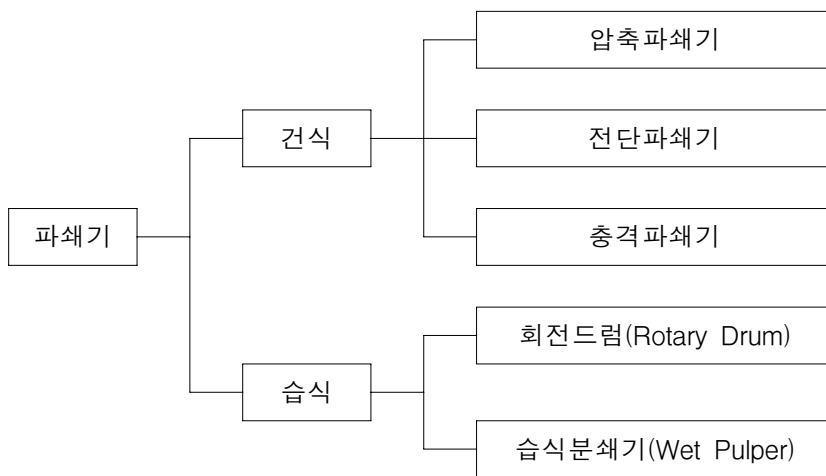 파쇄기
건식
압축파쇄기
전단파쇄기
충격파쇄기
습식
회전드럼(Rotary Drum)
습식분쇄기(Wet Pulper)